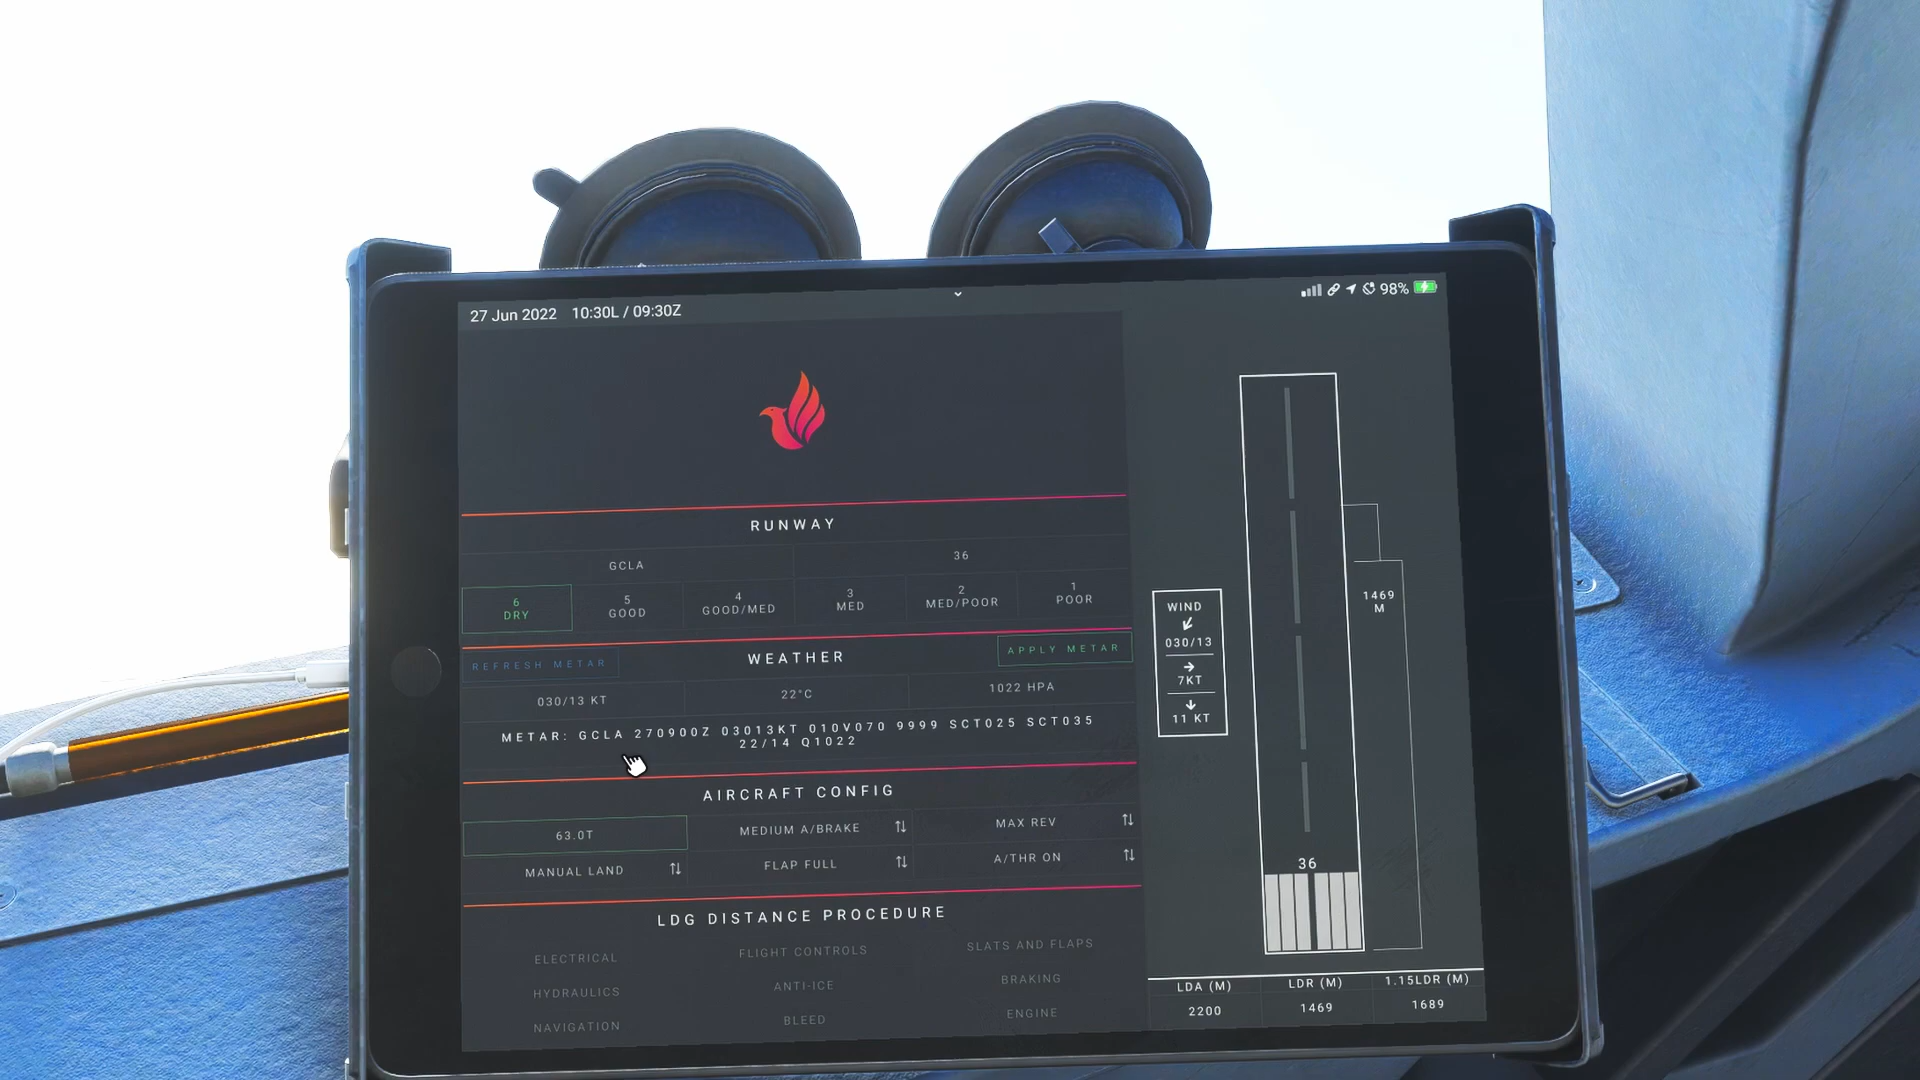 27 Jun 2022 10:30L / 09:30Z
98%
RUNWAY
GCLA 36
6 DRY
5 GOOD
4 GOOD/MED
3 MED
2 MED/POOR
1 POOR
REFRESH METAR
WEATHER
APPLY METAR
030/13 KT 22°C 1022 HPA
METAR: GCLA 270900Z 03013KT 010V070 9999 SCT025 SCT035
22/14 Q1022
AIRCRAFT CONFIG
63.0T MEDIUM A/BRAKE MAX REV
MANUAL LAND FLAP FULL A/THR ON
LDG DISTANCE PROCEDURE
ELECTRICAL FLIGHT CONTROLS SLATS AND FLAPS
HYDRAULICS ANTI-ICE BRAKING
NAVIGATION BLEED ENGINE
WIND
030/13
7KT
11 KT
1469
M
36
LDA (M) LDR (M) 1.15LDR (M)
2200 1469 1689